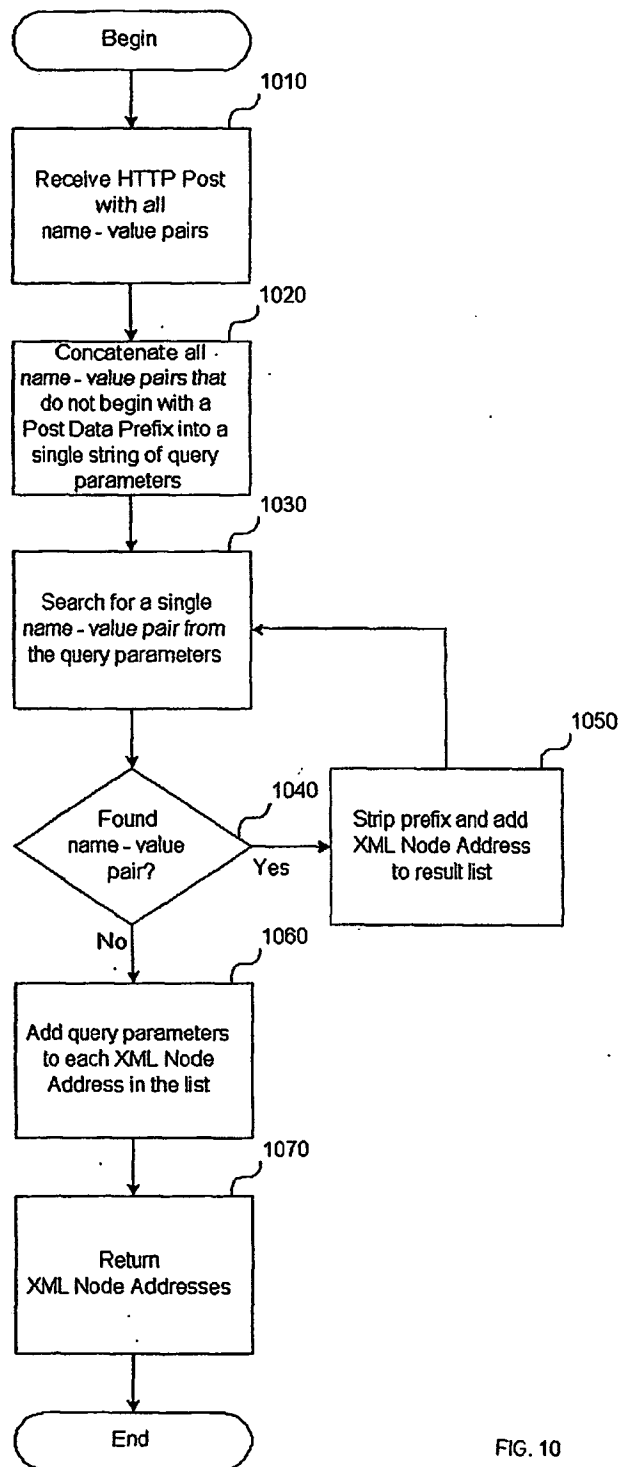 Begin
1010
Receive HTTP Post
with all
name - value pairs
1020
Concatenate all
name - value pairs that
do not begin with a
Post Data Prefix into a
single string of query
parameters
1030
Search for a single
name - value pair from
the query parameters
1040
Found
name - value
pair?
Yes
1050
Strip prefix and add
XML Node Address
to result list
No
1060
Add query parameters
to each XML Node
Address in the list
1070
Return
XML Node Addresses
End
FIG. 10